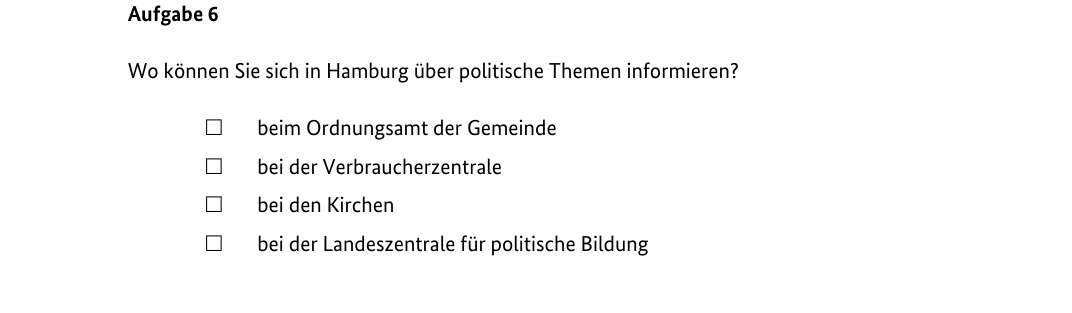 Aufgabe 6
Wo können Sie sich in Hamburg über politische Themen informieren?
☐ beim Ordnungsamt der Gemeinde
☐ bei der Verbraucherzentrale
☐ bei den Kirchen
☐ bei der Landeszentrale für politische Bildung